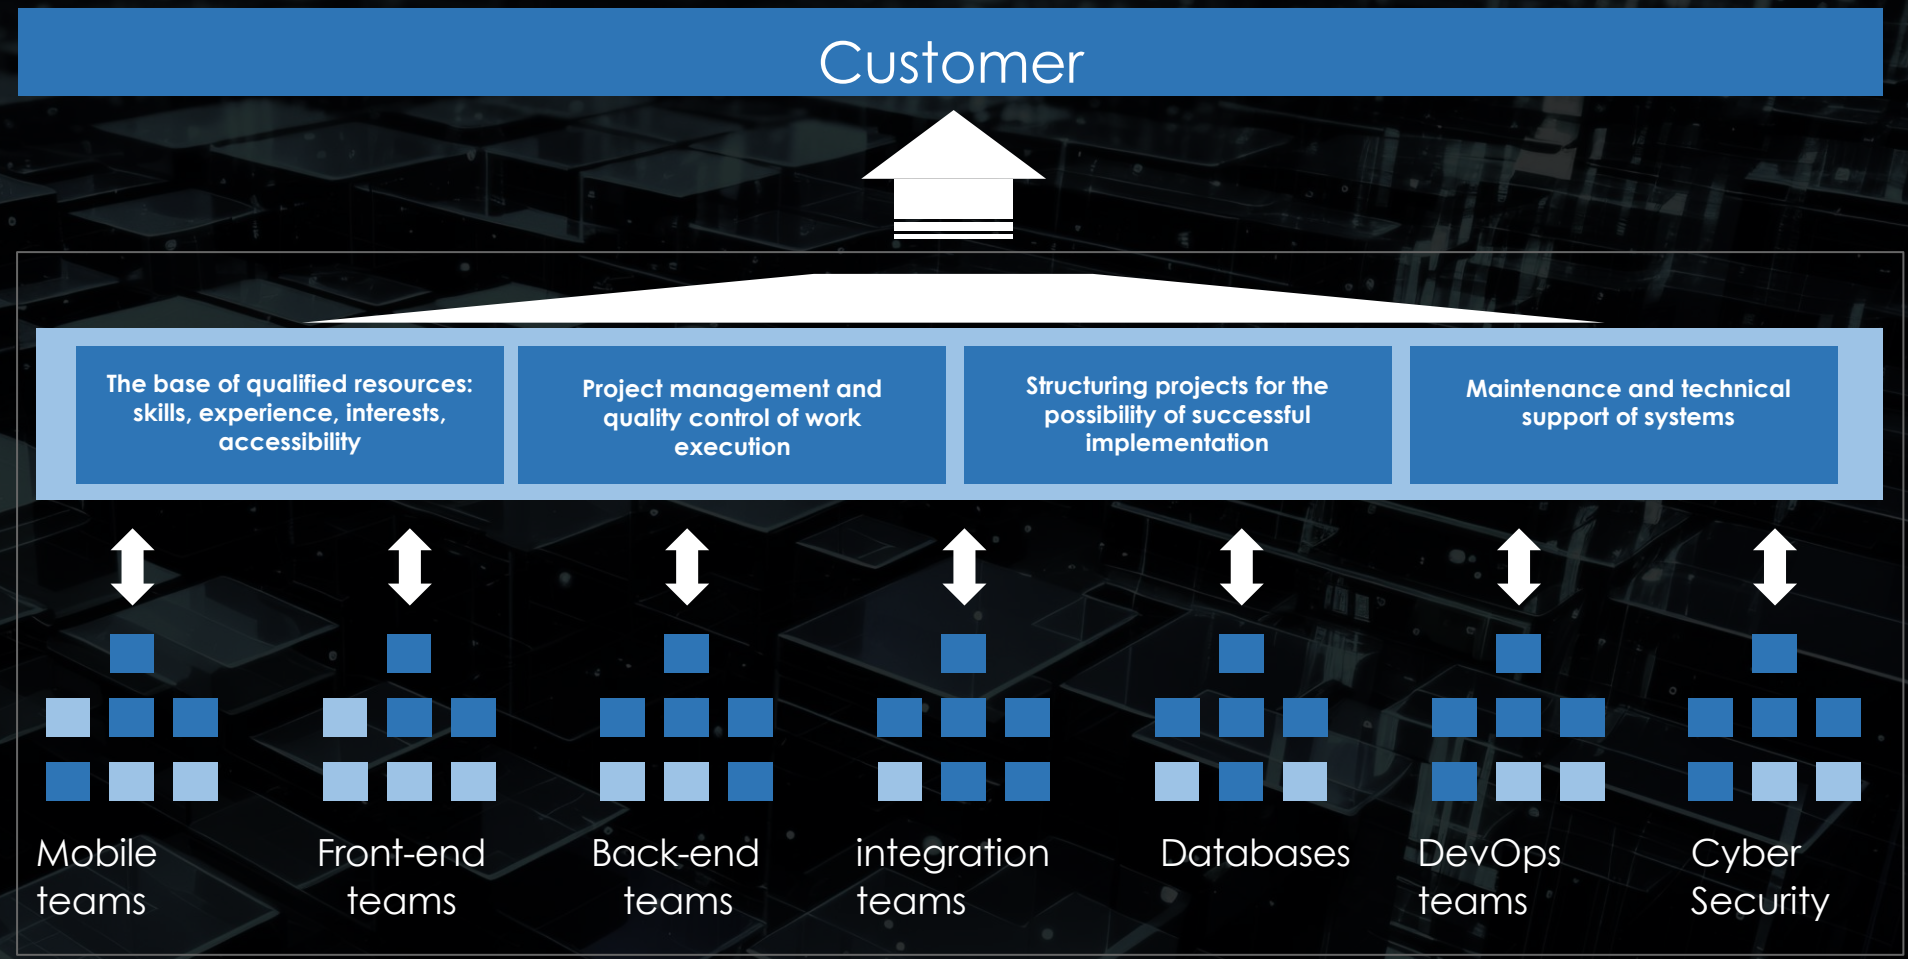 Customer
The base of qualified resources:
skills, experience, interests,
accessibility
Project management and
quality control of work
execution
Structuring projects for the
possibility of successful
implementation
Maintenance and technical
support of systems
Mobile
teams
Front-end
teams
Back-end
teams
integration
teams
Databases
DevOps
teams
Cyber
Security